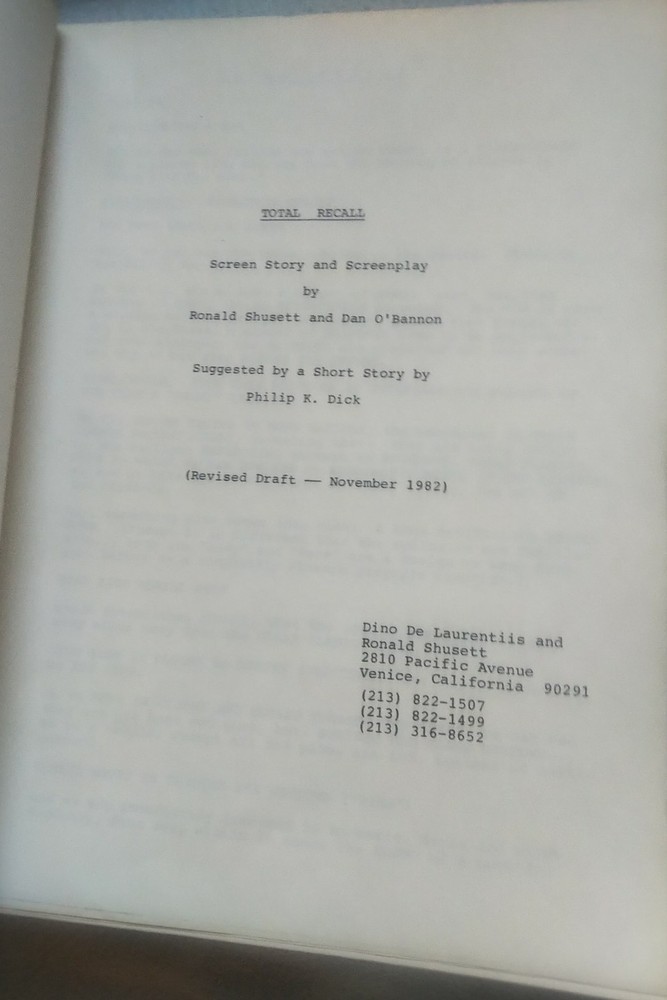 TOTAL RECALL
Screen Story and Screenplay
by
Ronald Shusett and Dan O'Bannon
Suggested by a Short Story by
Philip K. Dick
(Revised Draft — November 1982)
Dino De Laurentiis and
Ronald Shusett
2810 Pacific Avenue
Venice, California 90291
(213) 822-1507
(213) 822-1499
(213) 316-8652